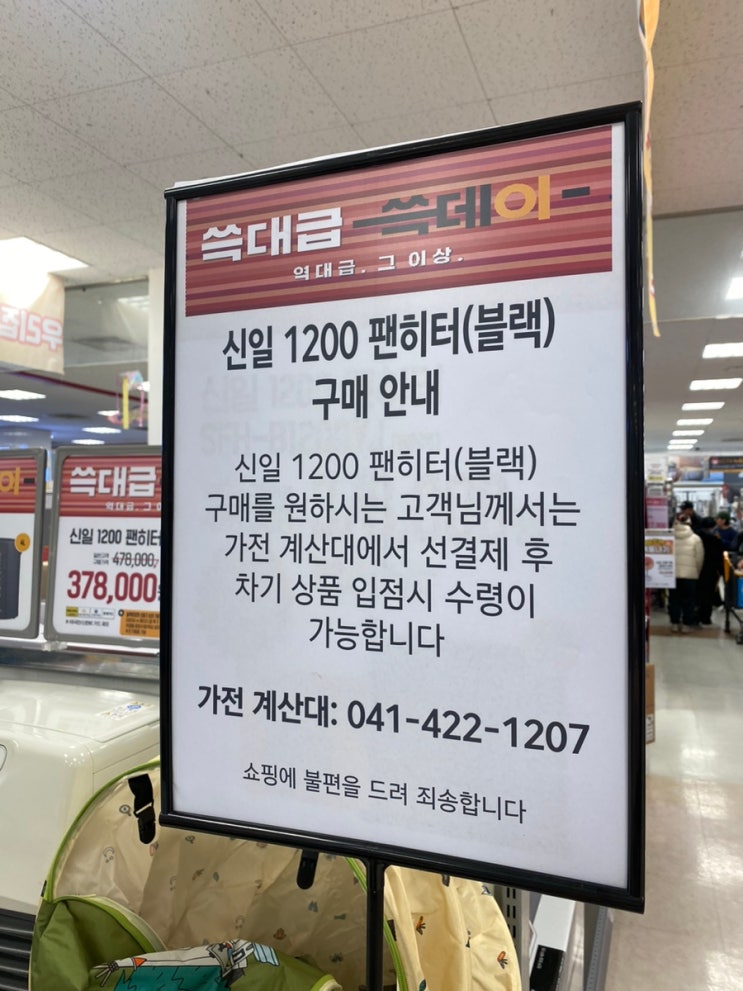 쓱대급 쓱데이
역대급. 그 이상.
신일 1200 팬히터(블랙)
구매 안내
신일 1200 팬히터(블랙)
구매를 원하시는 고객님께서는
가전 계산대에서 선결제 후
차기 상품 입점시 수령이
가능합니다
가전 계산대: 041-422-1207
쇼핑에 불편을 드려 죄송합니다
쓱대급
역대급. 그
신일 1200 팬히터
478,000
378,000